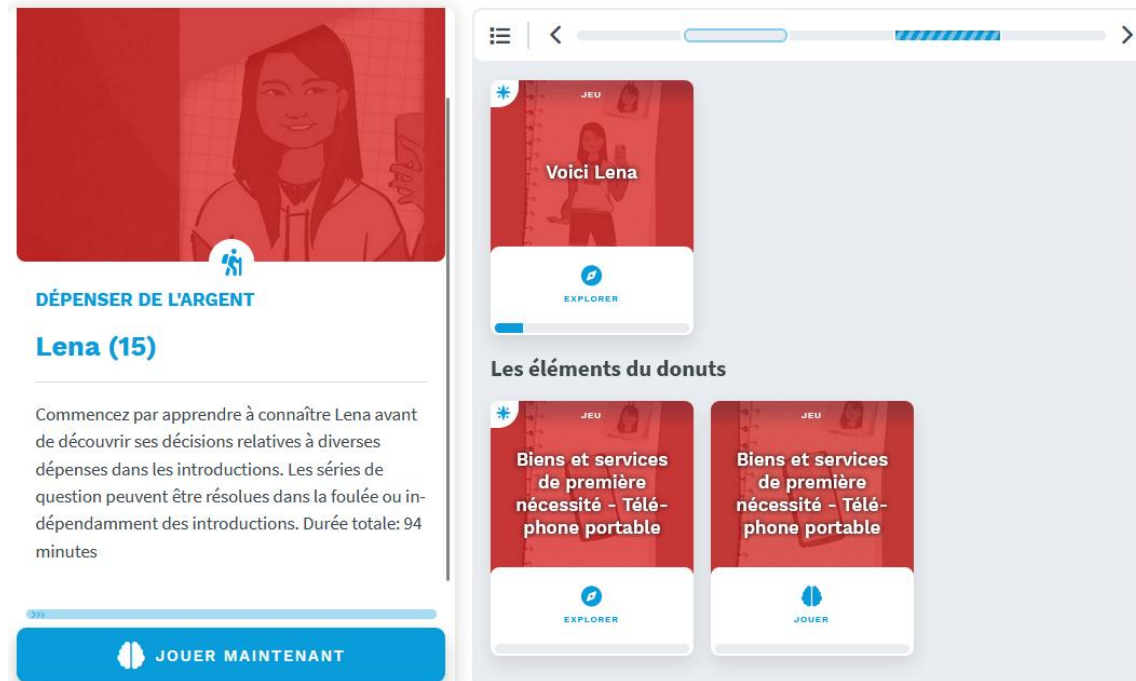 DÉPENSER DE L'ARGENT
Lena (15)
Commencez par apprendre à connaître Lena avant
de découvrir ses décisions relatives à diverses
dépenses dans les introductions. Les séries de
question peuvent être résolues dans la foulée ou in-
dépendamment des introductions. Durée totale: 94
minutes
JOUER MAINTENANT
JEU
Voici Lena
EXPLORER
Les éléments du donuts
JEU
Biens et services
de première
nécessité - Télé-
phone portable
EXPLORER
JEU
Biens et services
de première
nécessité - Télé-
phone portable
JOUER